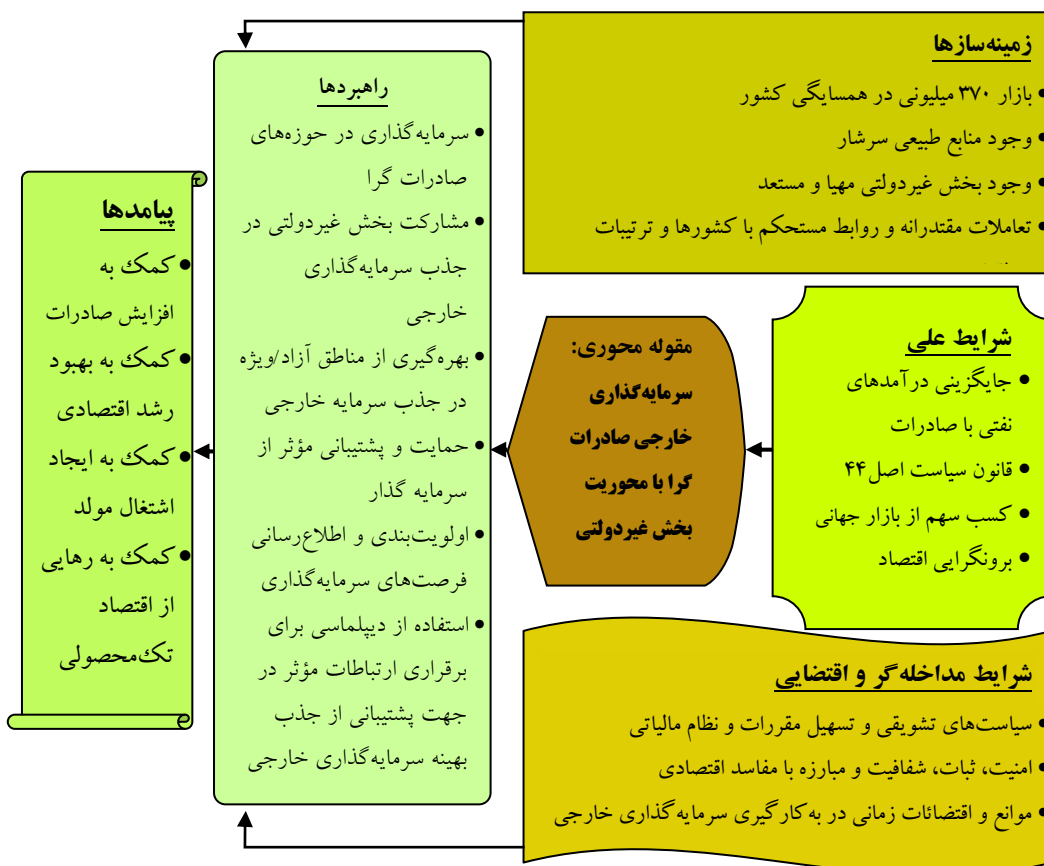 زمینه‌سازها
• بازار ۳۷۰ میلیونی در همسایگی کشور
• وجود منابع طبیعی سرشار
• وجود بخش غیردولتی مهیا و مستعد
• تعاملات مقتدرانه و روابط مستحکم با کشورها و ترتیبات
شرایط علی
• جایگزینی درآمدهای
نفتی با صادرات
• قانون سیاست اصل۴۴
• کسب سهم از بازار جهانی
• برونگرایی اقتصاد
شرایط مداخله‌گر و اقتضایی
• سیاست‌های تشویقی و تسهیل مقررات و نظام مالیاتی
• امنیت، ثبات، شفافیت و مبارزه با مفاسد اقتصادی
• موانع و اقتضائات زمانی در به‌کارگیری سرمایه‌گذاری خارجی
مقوله محوری:
سرمایه‌گذاری
خارجی صادرات
گرا با محوریت
بخش غیردولتی
راهبردها
• سرمایه‌گذاری در حوزه‌های
صادرات گرا
• مشارکت بخش غیردولتی در
جذب سرمایه‌گذاری
خارجی
• بهره‌گیری از مناطق آزاد/ویژه
در جذب سرمایه خارجی
• حمایت و پشتیبانی مؤثر از
سرمایه گذار
• اولویت‌بندی و اطلاع‌رسانی
فرصت‌های سرمایه‌گذاری
• استفاده از دیپلماسی برای
برقراری ارتباطات مؤثر در
جهت پشتیبانی از جذب
بهینه سرمایه‌گذاری خارجی
پیامدها
• کمک به
افزایش صادرات
• کمک به بهبود
رشد اقتصادی
• کمک به ایجاد
اشتغال مولد
• کمک به رهایی
از اقتصاد
تک‌محصولی